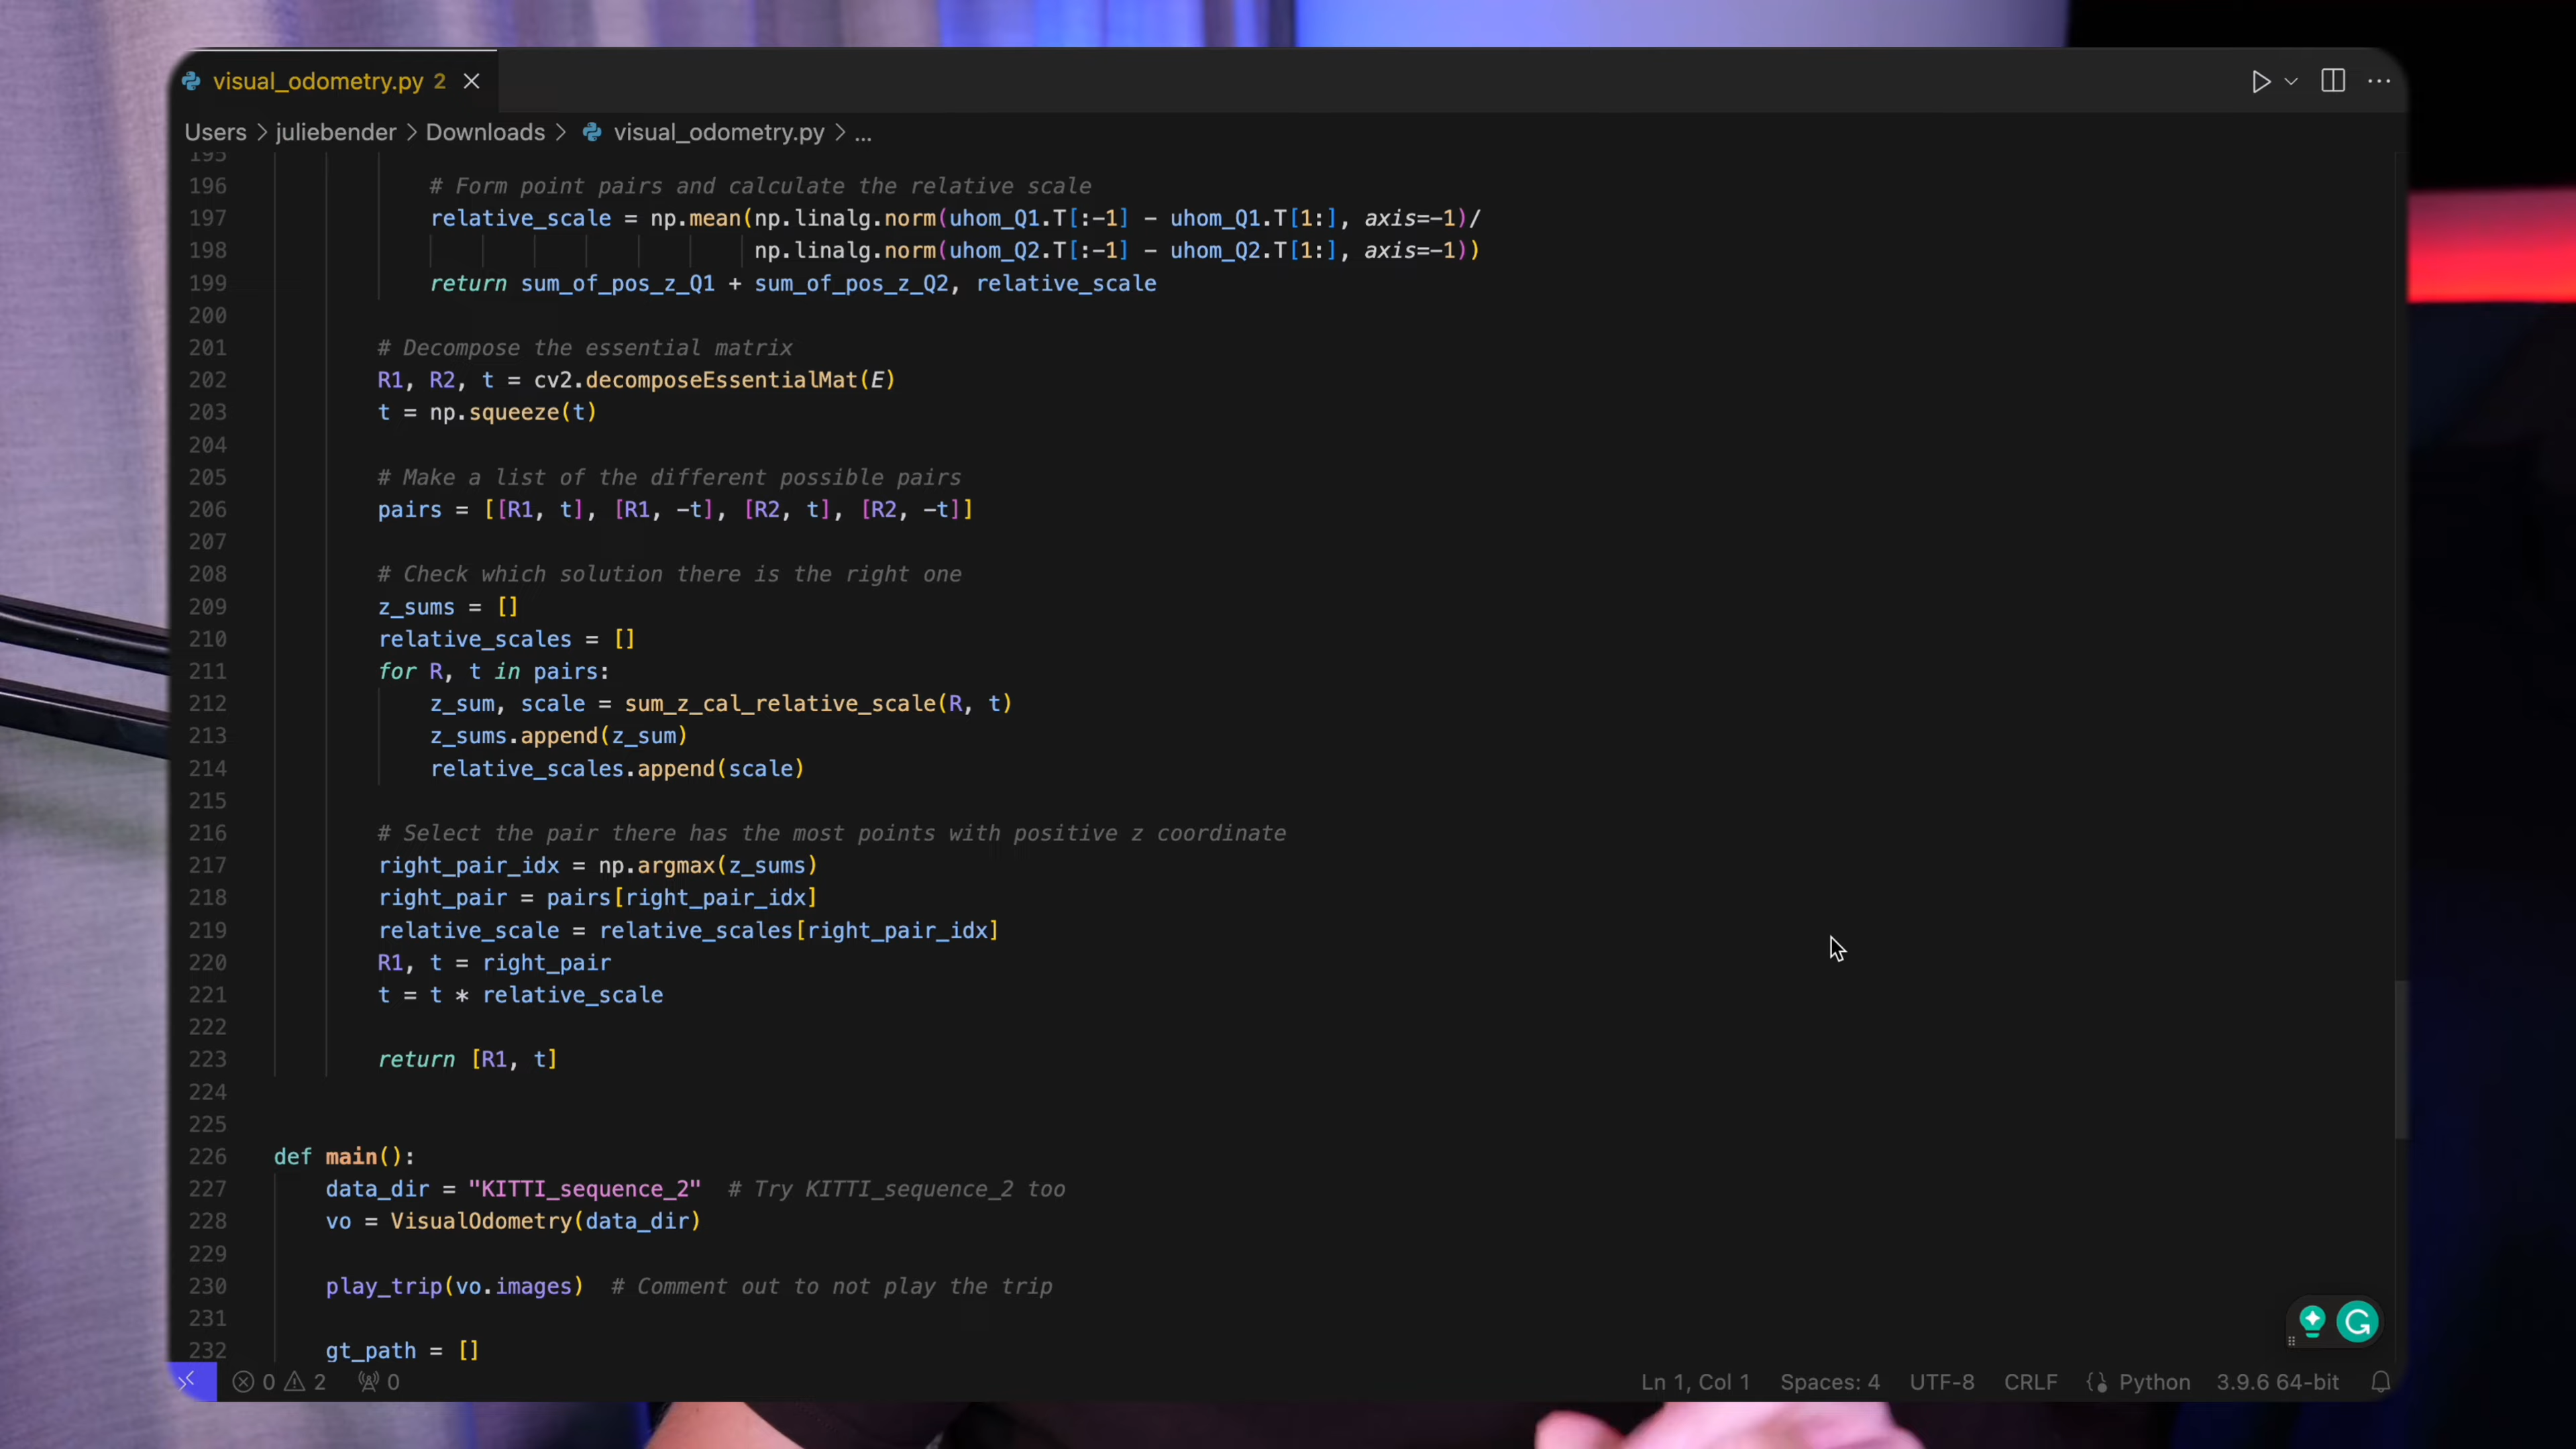 visual_odometry.py 2
Users > juliebender > Downloads > visual_odometry.py > ...
195
196 # Form point pairs and calculate the relative scale
197 relative_scale = np.mean(np.linalg.norm(uhom_Q1.T[:-1] - uhom_Q1.T[1:], axis=-1)/
198 np.linalg.norm(uhom_Q2.T[:-1] - uhom_Q2.T[1:], axis=-1))
199 return sum_of_pos_z_Q1 + sum_of_pos_z_Q2, relative_scale
200
201 # Decompose the essential matrix
202 R1, R2, t = cv2.decomposeEssentialMat(E)
203 t = np.squeeze(t)
204
205 # Make a list of the different possible pairs
206 pairs = [[R1, t], [R1, -t], [R2, t], [R2, -t]]
207
208 # Check which solution there is the right one
209 z_sums = []
210 relative_scales = []
211 for R, t in pairs:
212 z_sum, scale = sum_z_cal_relative_scale(R, t)
213 z_sums.append(z_sum)
214 relative_scales.append(scale)
215
216 # Select the pair there has the most points with positive z coordinate
217 right_pair_idx = np.argmax(z_sums)
218 right_pair = pairs[right_pair_idx]
219 relative_scale = relative_scales[right_pair_idx]
220 R1, t = right_pair
221 t = t * relative_scale
222
223 return [R1, t]
224
225
226 def main():
227 data_dir = "KITTI_sequence_2" # Try KITTI_sequence_2 too
228 vo = VisualOdometry(data_dir)
229
230 play_trip(vo.images) # Comment out to not play the trip
231
232 gt_path = []
0 2 0 Ln 1, Col 1 Spaces: 4 UTF-8 CRLF Python 3.9.6 64-bit